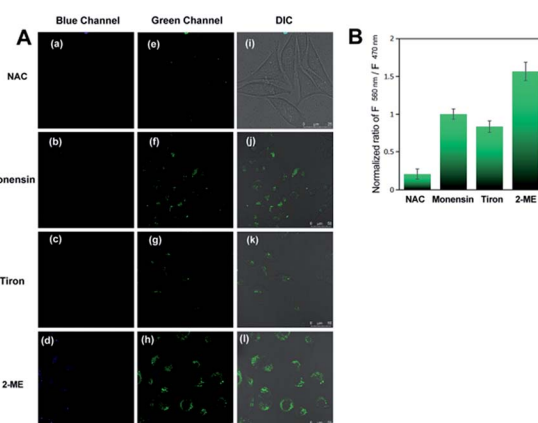 Blue Channel Green Channel DIC
A
NAC
(a) (e) (i)
onensin
(b) (f) (j)
Tiron
(c) (g) (k)
2-ME
(d) (h) (l)
B
Normalized ratio of F 560 nm / F 470 nm
2
1.5
1
0.5
0
NAC Monensin Tiron 2-ME